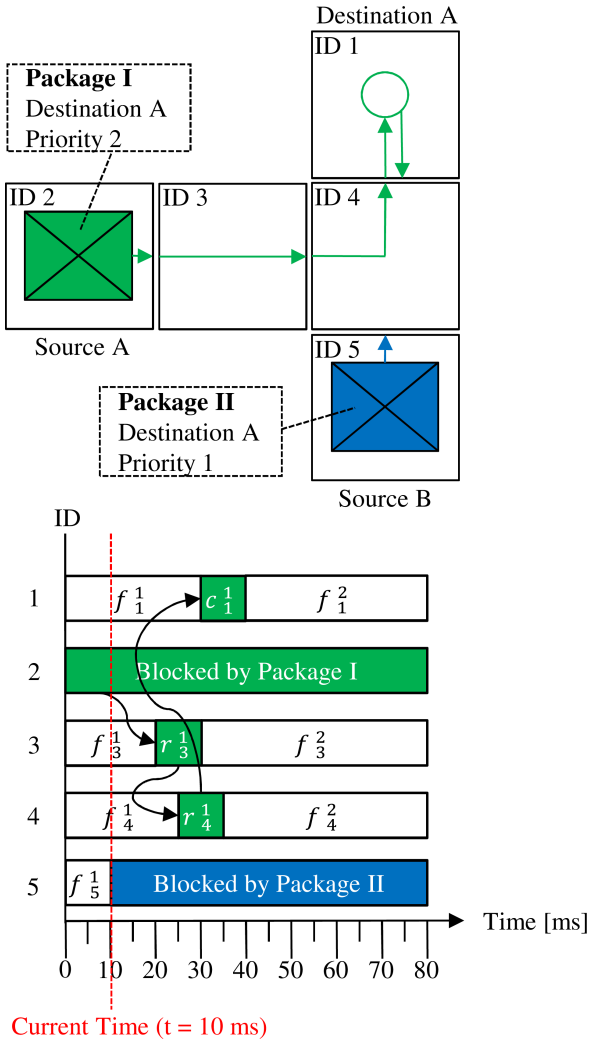 Destination A
ID 1
Package I
Destination A
Priority 2
ID 2
ID 3
ID 4
Source A
ID 5
Package II
Destination A
Priority 1
Source B
ID
1
f 1 1
c 1 1
f 2 1
2
Blocked by Package I
3
f 1 3
r 1 3
f 2 3
4
f 1 4
r 1 4
f 2 4
5
f 1 5
Blocked by Package II
Time [ms]
0 10 20 30 40 50 60 70 80
Current Time (t = 10 ms)